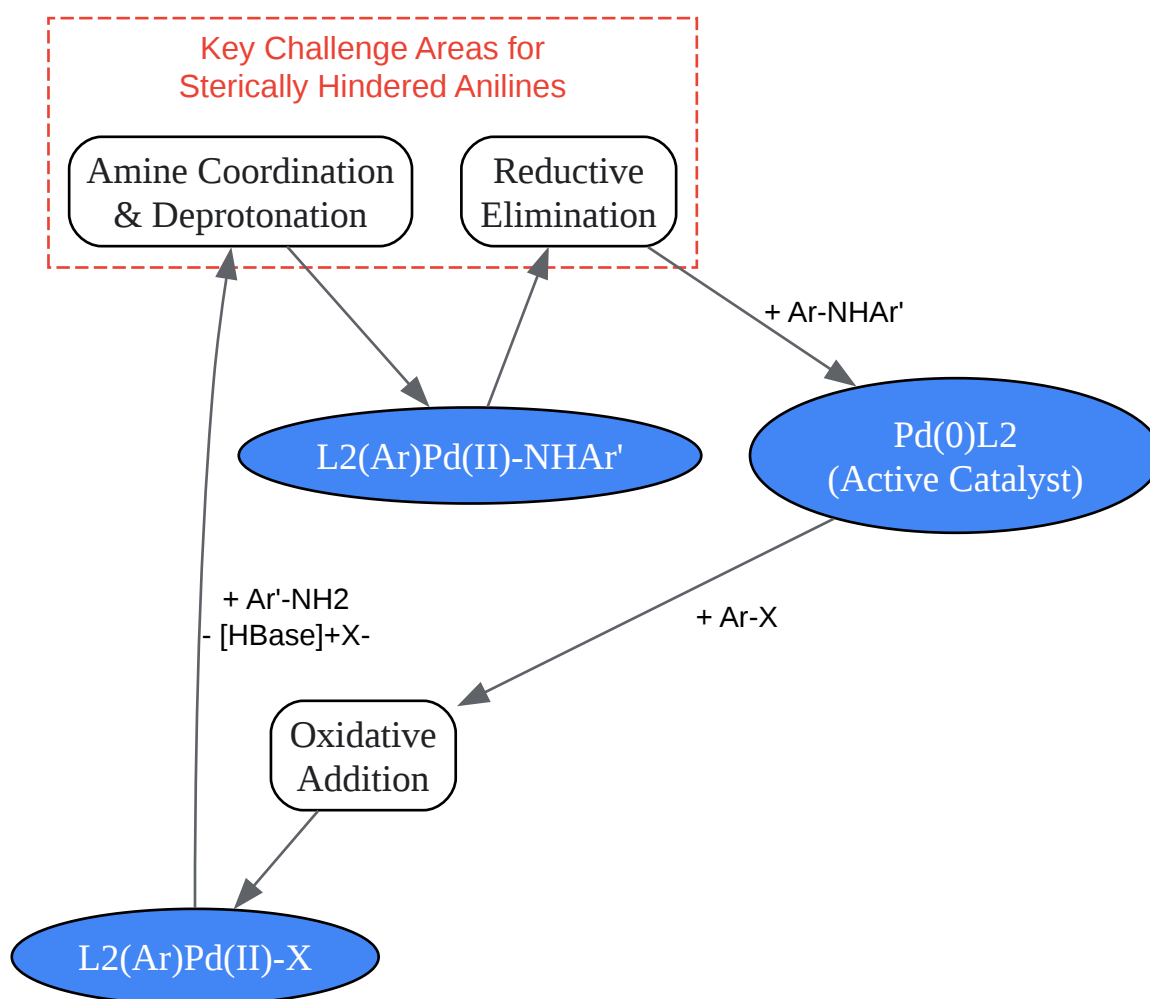 Key Challenge Areas for
Sterically Hindered Anilines
Amine Coordination
& Deprotonation
Reductive
Elimination
+ Ar-NHAr'
L2(Ar)Pd(II)-NHAr'
Pd(0)L2
(Active Catalyst)
+ Ar'-NH2
- [HBase]+X-
+ Ar-X
Oxidative
Addition
L2(Ar)Pd(II)-X